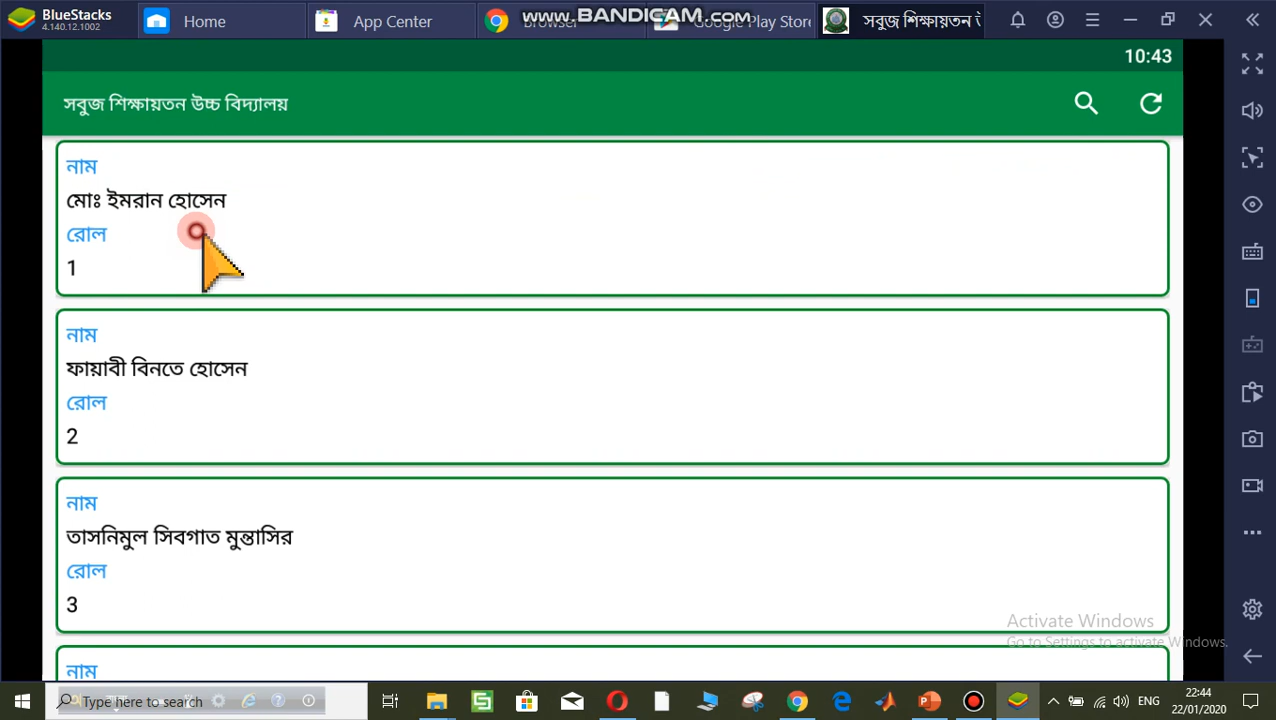 BlueStacks
4.140.12.1002
Home
App Center
Browser
Google Play Store
সবুজ শিক্ষায়তন
www.BANDICAM.com
10:43
সবুজ শিক্ষায়তন উচ্চ বিদ্যালয়
নাম
মোঃ ইমরান হোসেন
রোল
1
নাম
ফায়াবী বিনতে হোসেন
রোল
2
নাম
তাসনিমুল সিবগাত মুন্তাসির
রোল
3
নাম
Activate Windows
Go to Settings to activate Windows.
Type here to search
ENG
22:44
22/01/2020